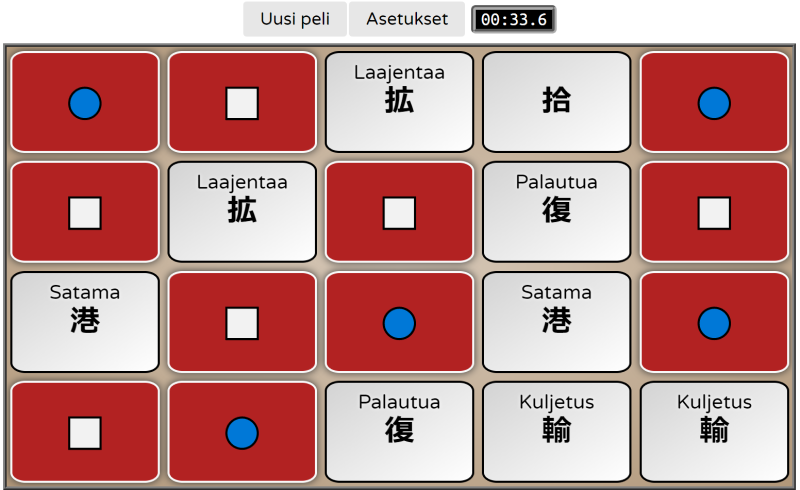 Uusi peli Asetukset 00:33.6
Laajentaa
拡
拾
Laajentaa
拡
Palautua
復
Satama
港
Satama
港
Palautua
復
Kuljetus
輸
Kuljetus
輸